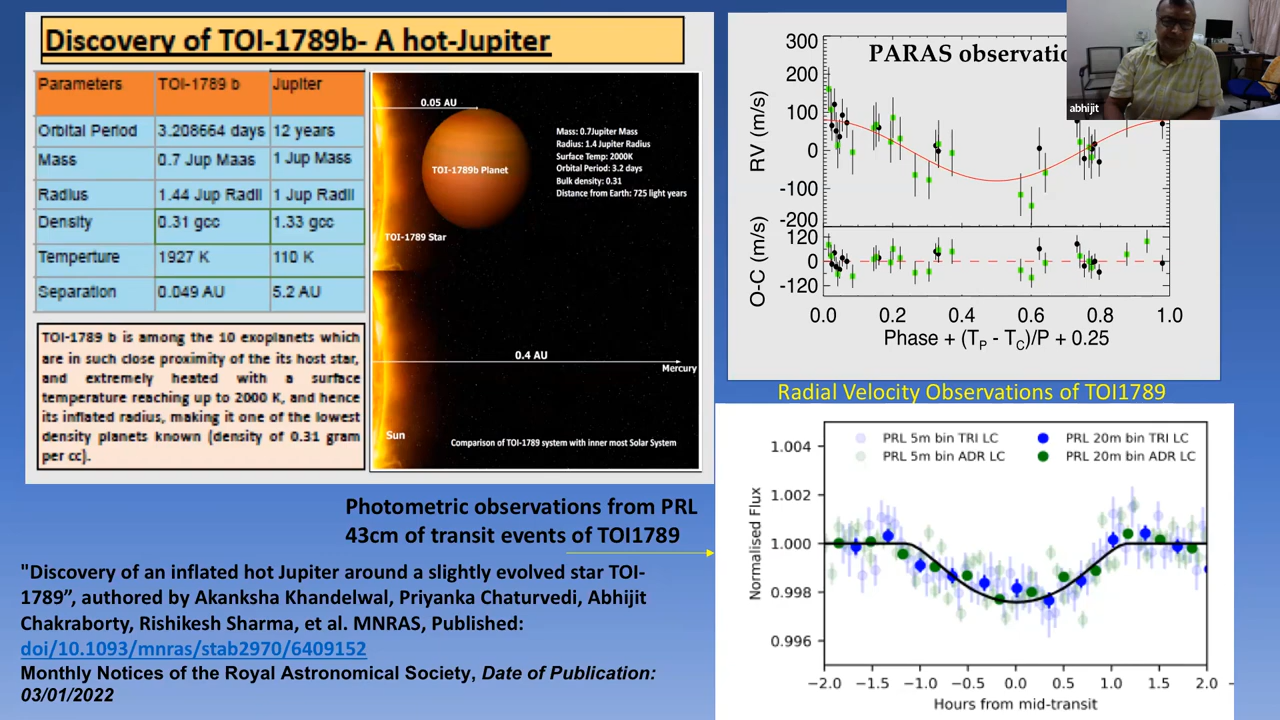 Discovery of TOI-1789b- A hot-Jupiter
Parameters TOI-1789 b Jupiter
Orbital Period 3.208664 days 12 years
Mass 0.7 Jup Maas 1 Jup Mass
Radius 1.44 Jup Radii 1 Jup Radii
Density 0.31 gcc 1.33 gcc
Temperture 1927 K 110 K
Separation 0.049 AU 5.2 AU
TOI-1789 b is among the 10 exoplanets which
are in such close proximity of the its host star,
and extremely heated with a surface
temperature reaching up to 2000 K, and hence
its inflated radius, making it one of the lowest
density planets known (density of 0.31 gram
per cc).
0.05 AU
TOI-1789b Planet
Mass: 0.7Jupiter Mass
Radius: 1.4 Jupiter Radius
Surface Temp: 2000K
Orbital Period: 3.2 days
Bulk density: 0.31
Distance from Earth: 725 light years
TOI-1789 Star
0.4 AU
Mercury
Sun
Comparison of TOI-1789 system with inner most Solar System
Photometric observations from PRL
43cm of transit events of TOI1789
"Discovery of an inflated hot Jupiter around a slightly evolved star TOI-
1789”, authored by Akanksha Khandelwal, Priyanka Chaturvedi, Abhijit
Chakraborty, Rishikesh Sharma, et al. MNRAS, Published:
doi/10.1093/mnras/stab2970/6409152
Monthly Notices of the Royal Astronomical Society, Date of Publication:
03/01/2022
PARAS observatio
abhijit
300
200
100
0
-100
-200
RV (m/s)
120
0
-120
O-C (m/s)
0.0 0.2 0.4 0.6 0.8 1.0
Phase + (TP - TC)/P + 0.25
Radial Velocity Observations of TOI1789
PRL 5m bin TRI LC PRL 20m bin TRI LC
PRL 5m bin ADR LC PRL 20m bin ADR LC
1.004
1.002
1.000
0.998
0.996
Normalised Flux
−2.0 −1.5 −1.0 −0.5 0.0 0.5 1.0 1.5 2.0
Hours from mid-transit